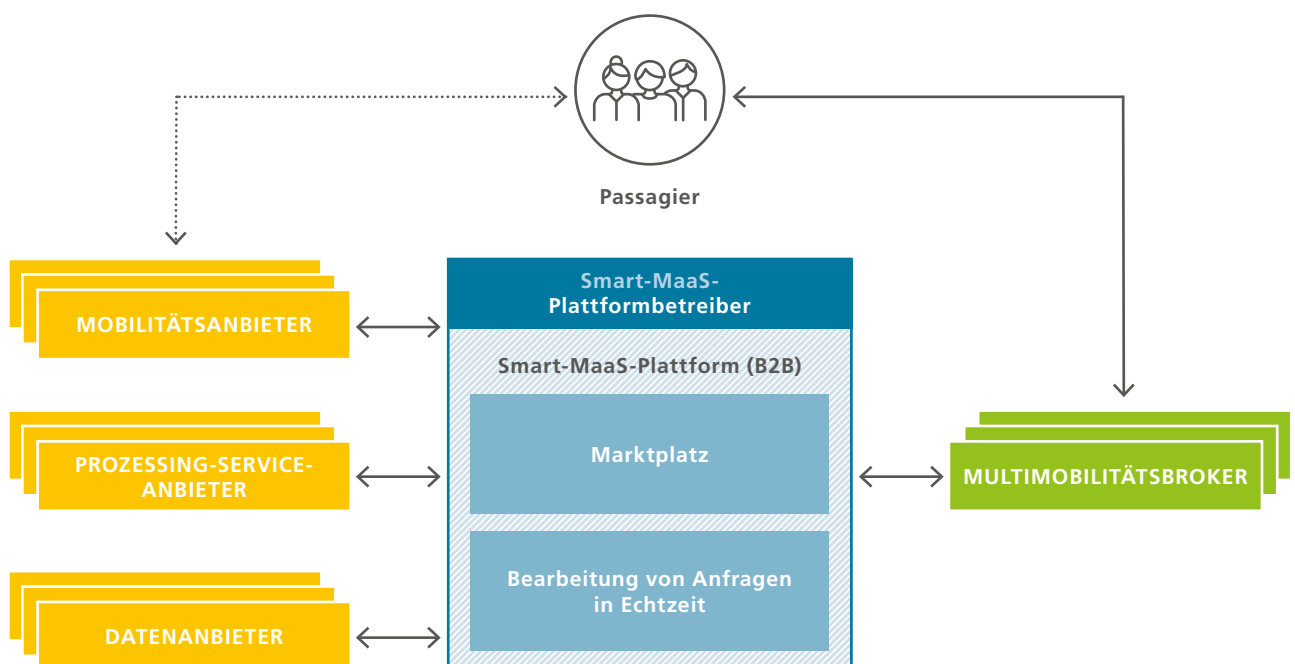 Passagier
Smart-MaaS-
Plattformbetreiber
MOBILITÄTSANBIETER
Smart-MaaS-Plattform (B2B)
Marktplatz
PROZESSING-SERVICE-
ANBIETER
MULTIMOBILITÄTSBROKER
Bearbeitung von Anfragen
in Echtzeit
DATENANBIETER